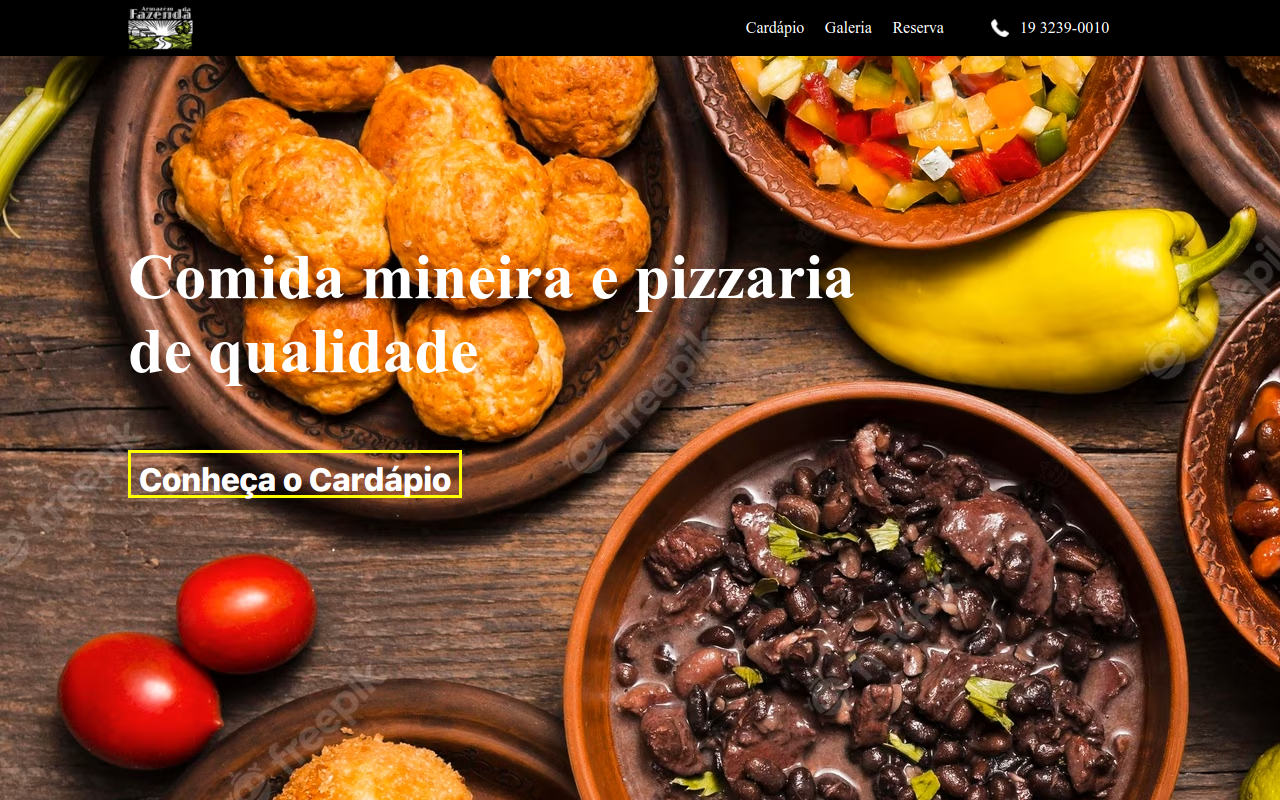 Armazém da
Fazenda
Cardápio Galeria Reserva 19 3239-0010
Comida mineira e pizzaria
de qualidade
Conheça o Cardápio
freepik
freepik
freepik
freepik
freepik